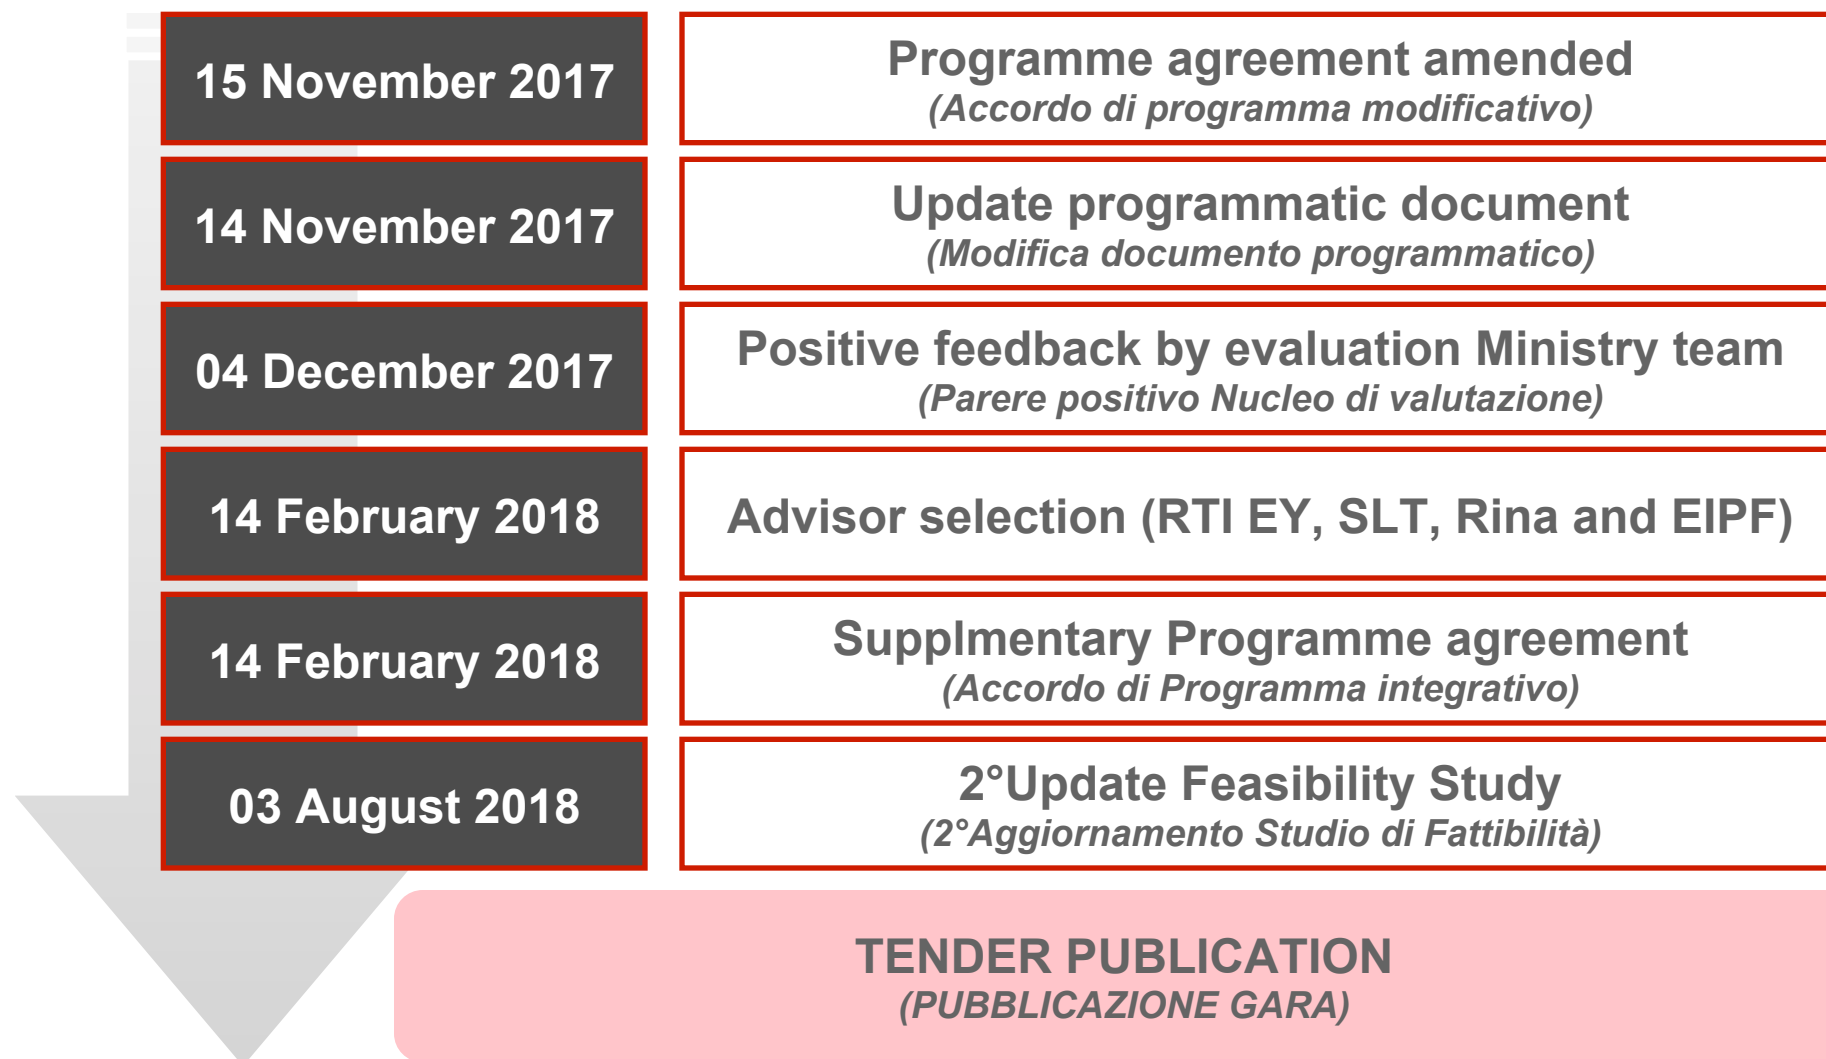 15 November 2017
Programme agreement amended
(Accordo di programma modificativo)
14 November 2017
Update programmatic document
(Modifica documento programmatico)
04 December 2017
Positive feedback by evaluation Ministry team
(Parere positivo Nucleo di valutazione)
14 February 2018
Advisor selection (RTI EY, SLT, Rina and EIPF)
14 February 2018
Supplmentary Programme agreement
(Accordo di Programma integrativo)
03 August 2018
2°Update Feasibility Study
(2°Aggiornamento Studio di Fattibilità)
TENDER PUBLICATION
(PUBBLICAZIONE GARA)